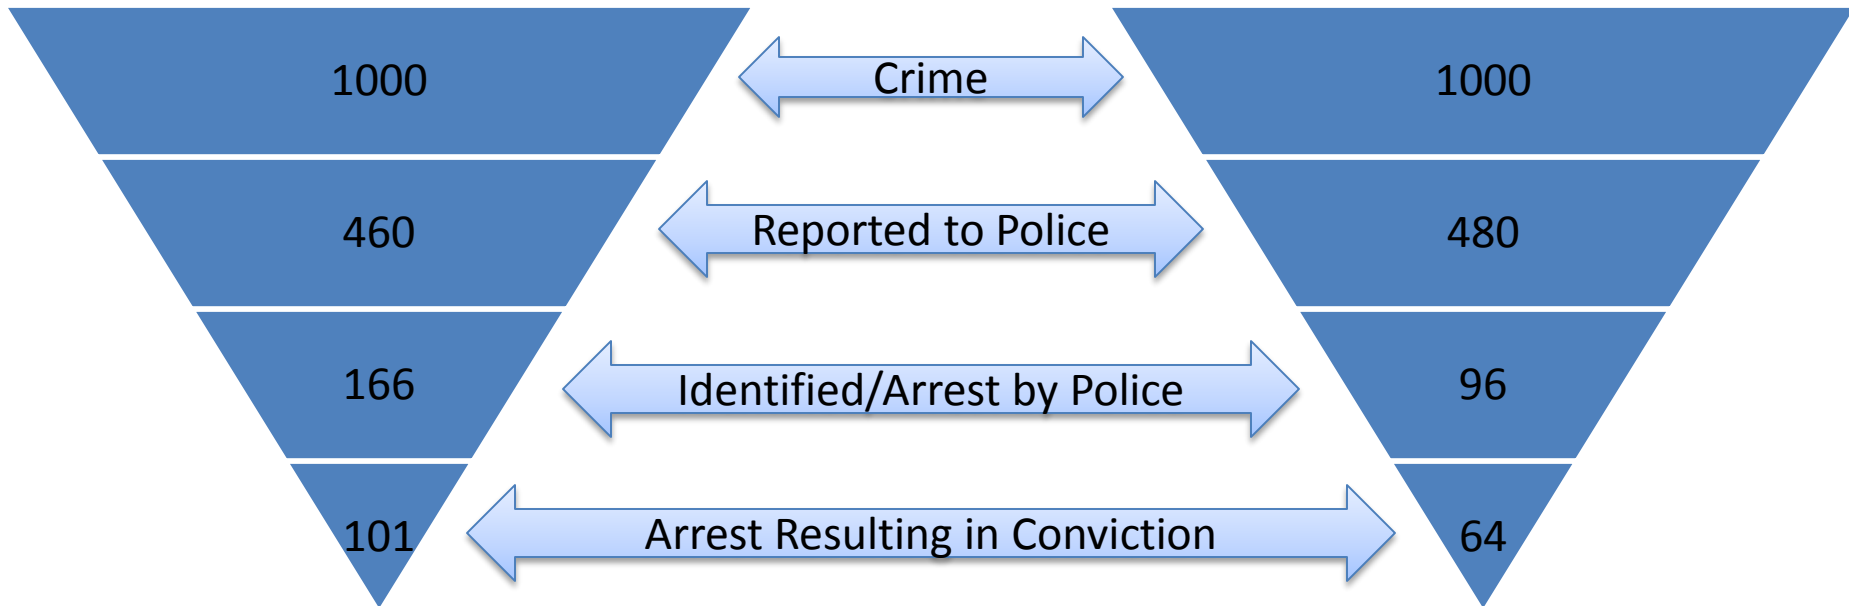 1000
Crime
1000
460
Reported to Police
480
166
Identified/Arrest by Police
96
101
Arrest Resulting in Conviction
64